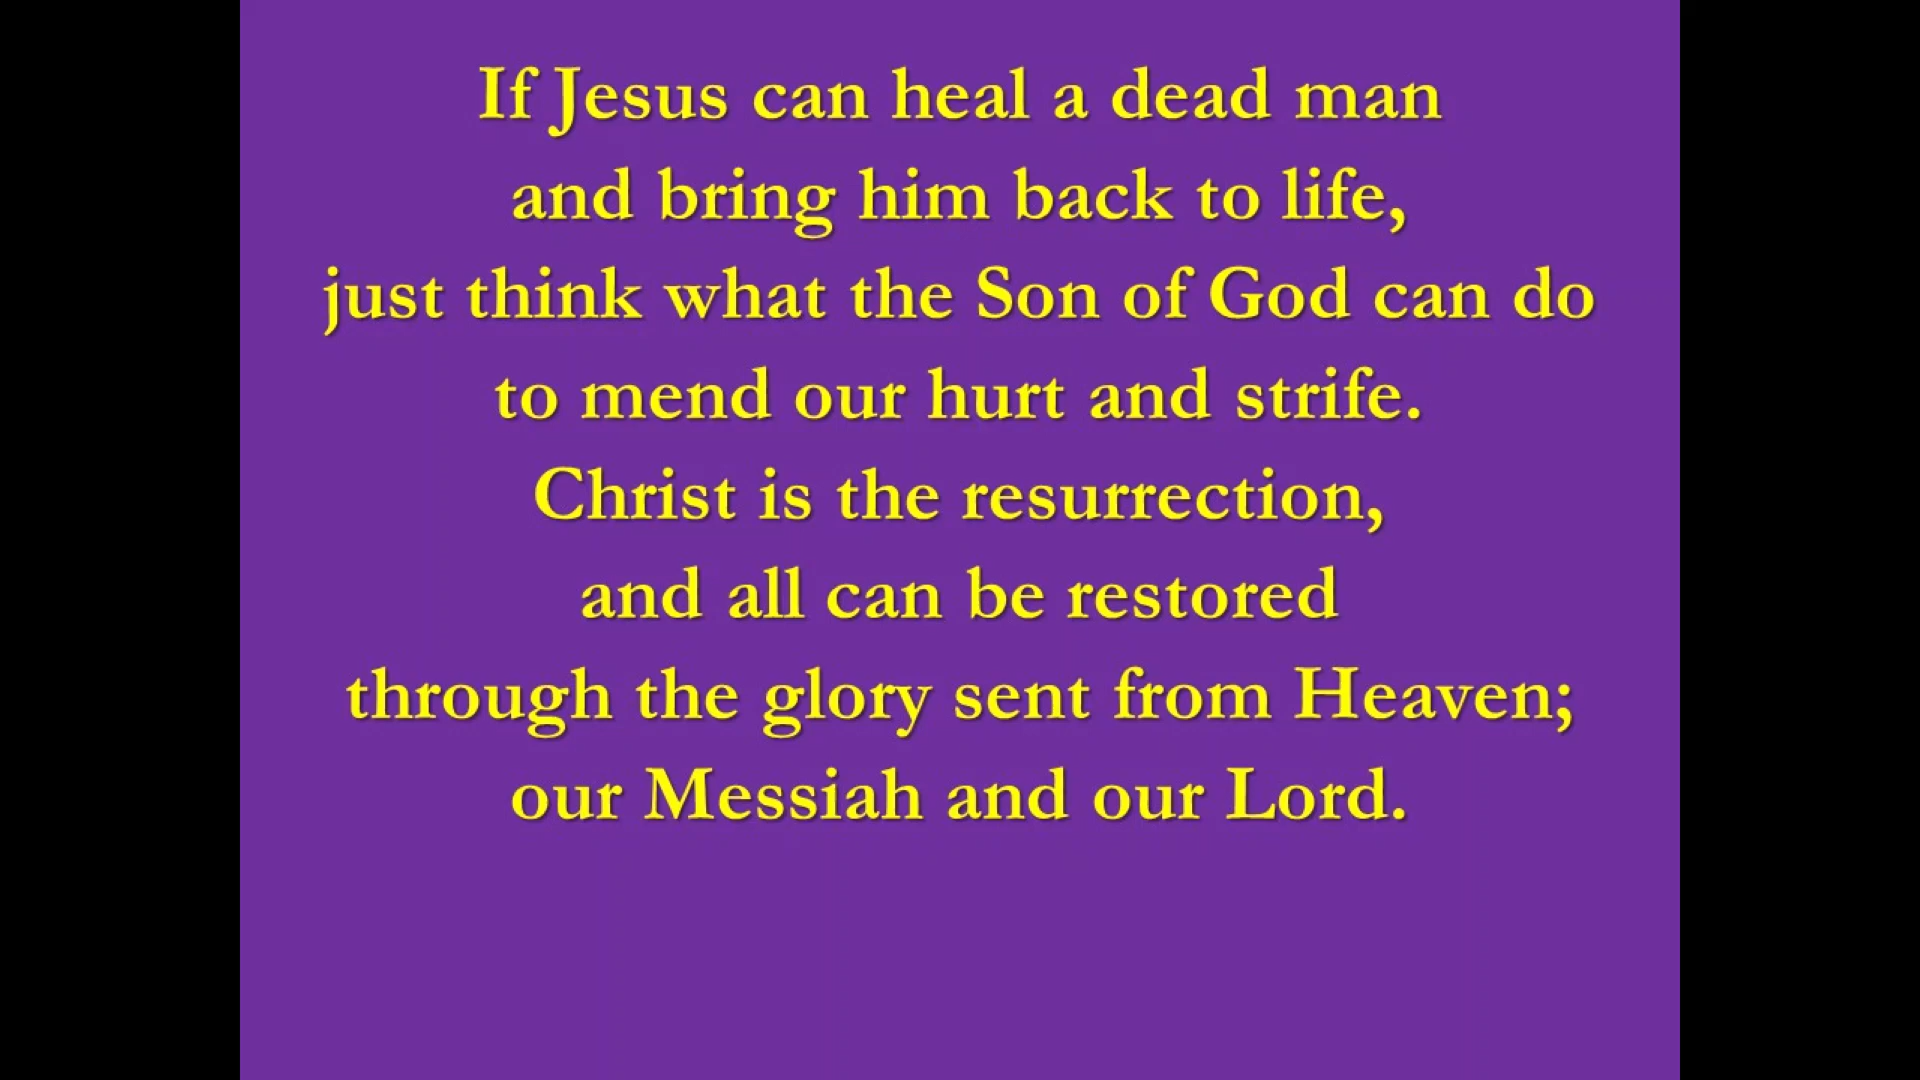 If Jesus can heal a dead man
and bring him back to life,
just think what the Son of God can do
to mend our hurt and strife.
Christ is the resurrection,
and all can be restored
through the glory sent from Heaven;
our Messiah and our Lord.